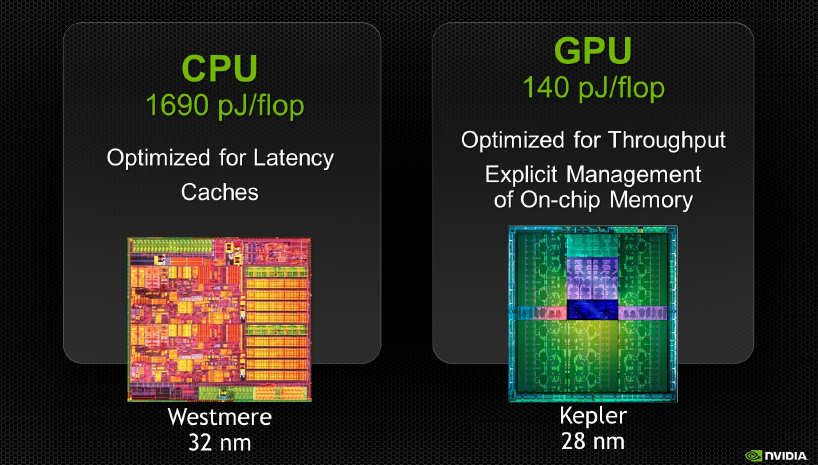 CPU
1690 pJ/flop
Optimized for Latency
Caches
Westmere
32 nm
GPU
140 pJ/flop
Optimized for Throughput
Explicit Management
of On-chip Memory
Kepler
28 nm
NVIDIA